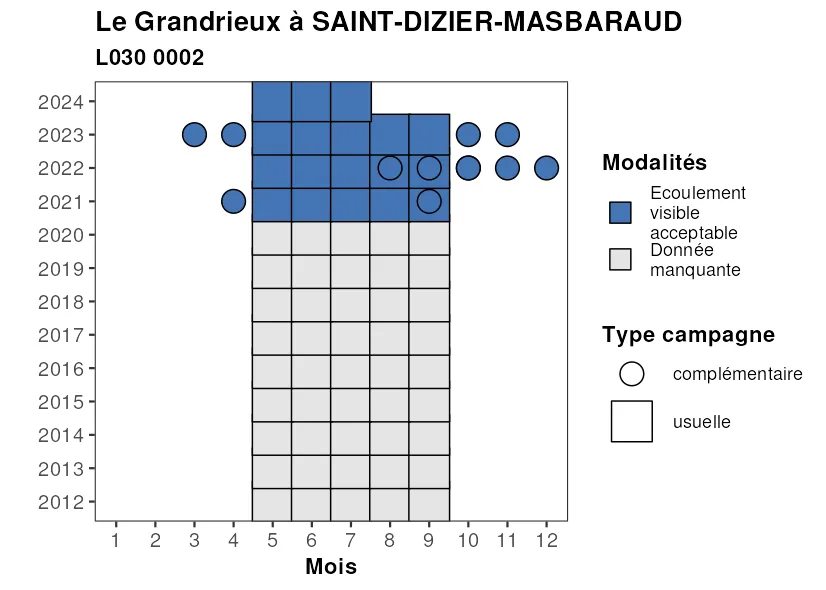 Le Grandrieux à SAINT-DIZIER-MASBARAUD
L030 0002
2024
2023
2022
2021
2020
2019
2018
2017
2016
2015
2014
2013
2012
1 2 3 4 5 6 7 8 9 10 11 12
Mois
Modalités
Ecoulement
visible
acceptable
Donnée
manquante
Type campagne
complémentaire
usuelle